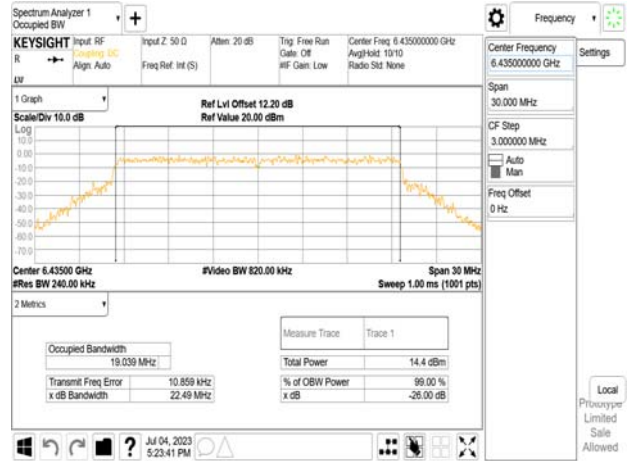 Spectrum Analyzer 1
Occupied BW
KEYSIGHT
R
Input: RF
Coupling: DC
Align: Auto
Input Z: 50 Ω
Freq Ref: Int (S)
Atten: 20 dB
Trig: Free Run
Gate: Off
#IF Gain: Low
Center Freq: 6.435000000 GHz
Avg|Hold: 10/10
Radio Std: None
1 Graph
Scale/Div 10.0 dB
Ref Lvl Offset 12.20 dB
Ref Value 20.00 dBm
Log
10.0
0.00
-10.0
-20.0
-30.0
-40.0
-50.0
-60.0
-70.0
Center 6.43500 GHz
#Res BW 240.00 kHz
#Video BW 820.00 kHz
Span 30 MHz
Sweep 1.00 ms (1001 pts)
2 Metrics
Measure Trace Trace 1
Occupied Bandwidth
19.039 MHz
Total Power 14.4 dBm
Transmit Freq Error 10.859 kHz
% of OBW Power 99.00 %
x dB Bandwidth 22.49 MHz
x dB -26.00 dB
Jul 04, 2023
5:23:41 PM
Frequency
Settings
Center Frequency
6.435000000 GHz
Span
30.000 MHz
CF Step
3.000000 MHz
Auto
Man
Freq Offset
0 Hz
Local
Prototype
Limited
Sale
Allowed